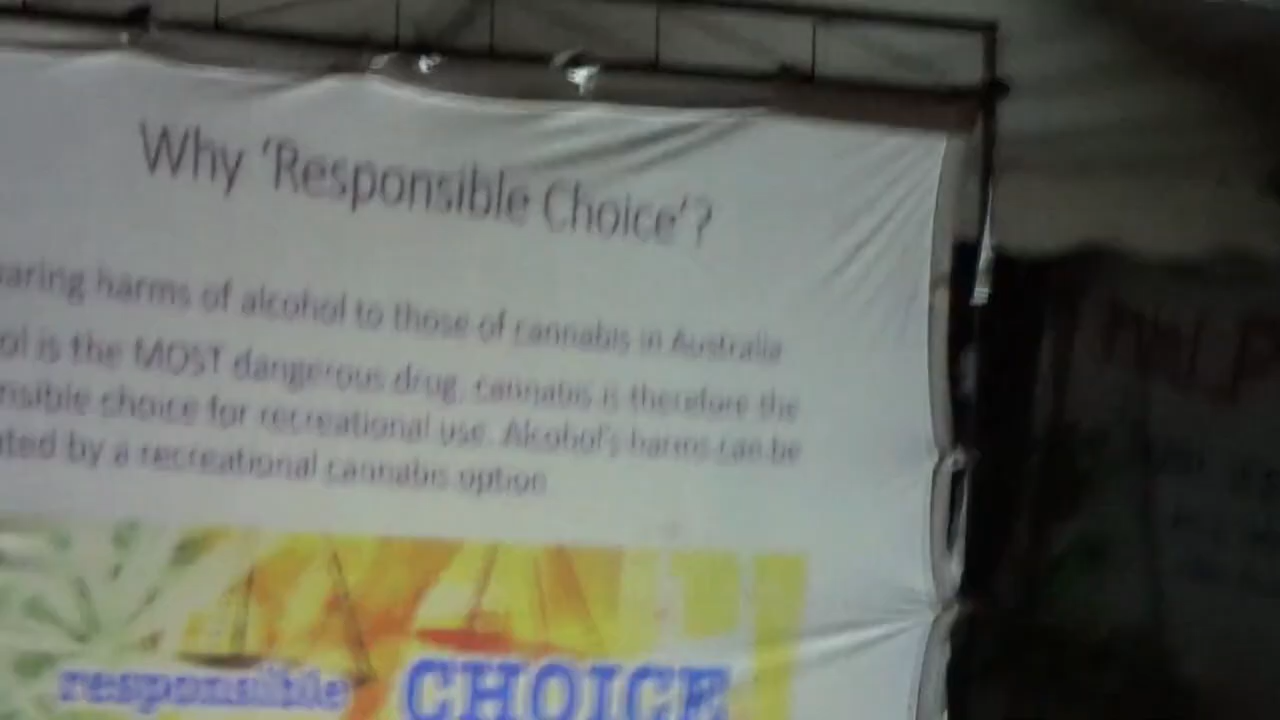 Why 'Responsible Choice'?
aring harms of alcohol to those of cannabis in Australia
ol is the MOST dangerous drug, cannabis is therefore the
nsible choice for recreational use. Alcohol's harms can be
ated by a recreational cannabis option
responsible CHOICE